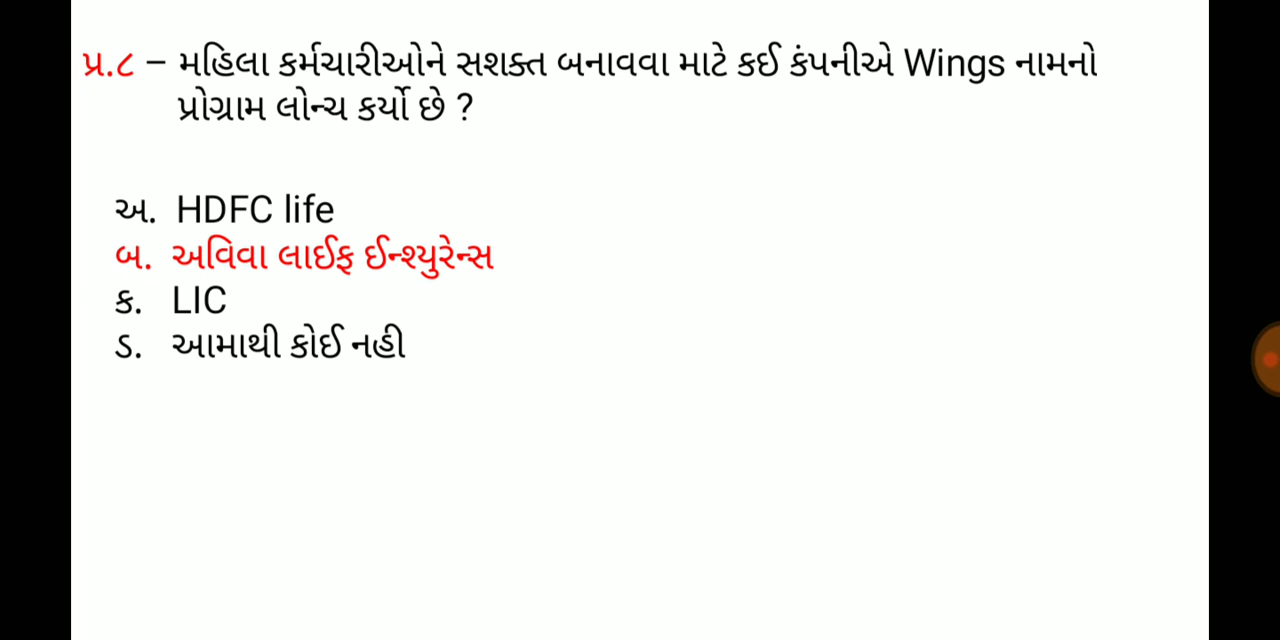 પ્ર.૮ – મહિલા કર્મચારીઓને સશક્ત બનાવવા માટે કઈ કંપનીએ Wings નામનો
પ્રોગ્રામ લોન્ચ કર્યો છે ?
અ. HDFC life
બ. અવિવા લાઈફ ઈન્શ્યુરેન્સ
ક. LIC
ડ. આમાથી કોઈ નહી